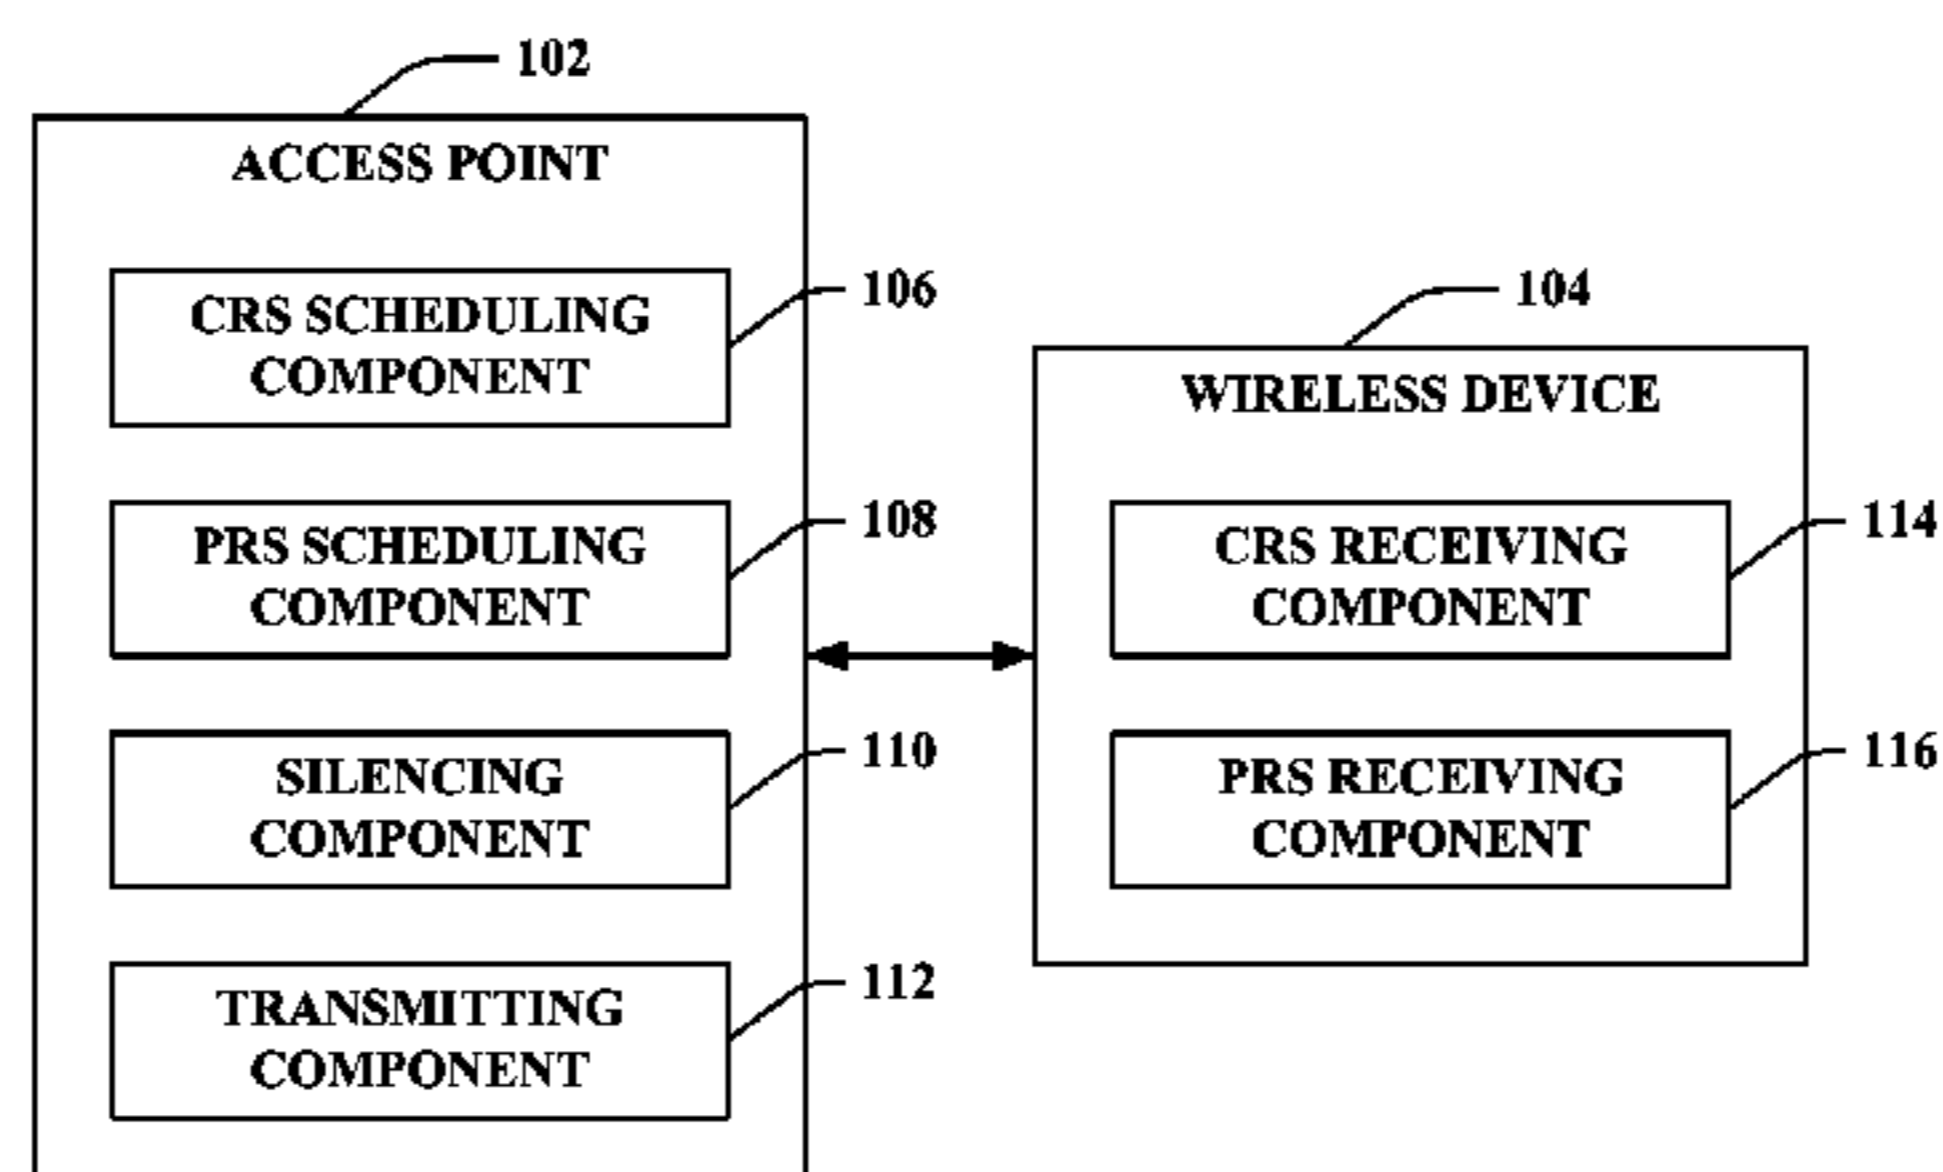 102
ACCESS POINT
CRS SCHEDULING
COMPONENT
106
PRS SCHEDULING
COMPONENT
108
SILENCING
COMPONENT
110
TRANSMITTING
COMPONENT
112
104
WIRELESS DEVICE
CRS RECEIVING
COMPONENT
114
PRS RECEIVING
COMPONENT
116